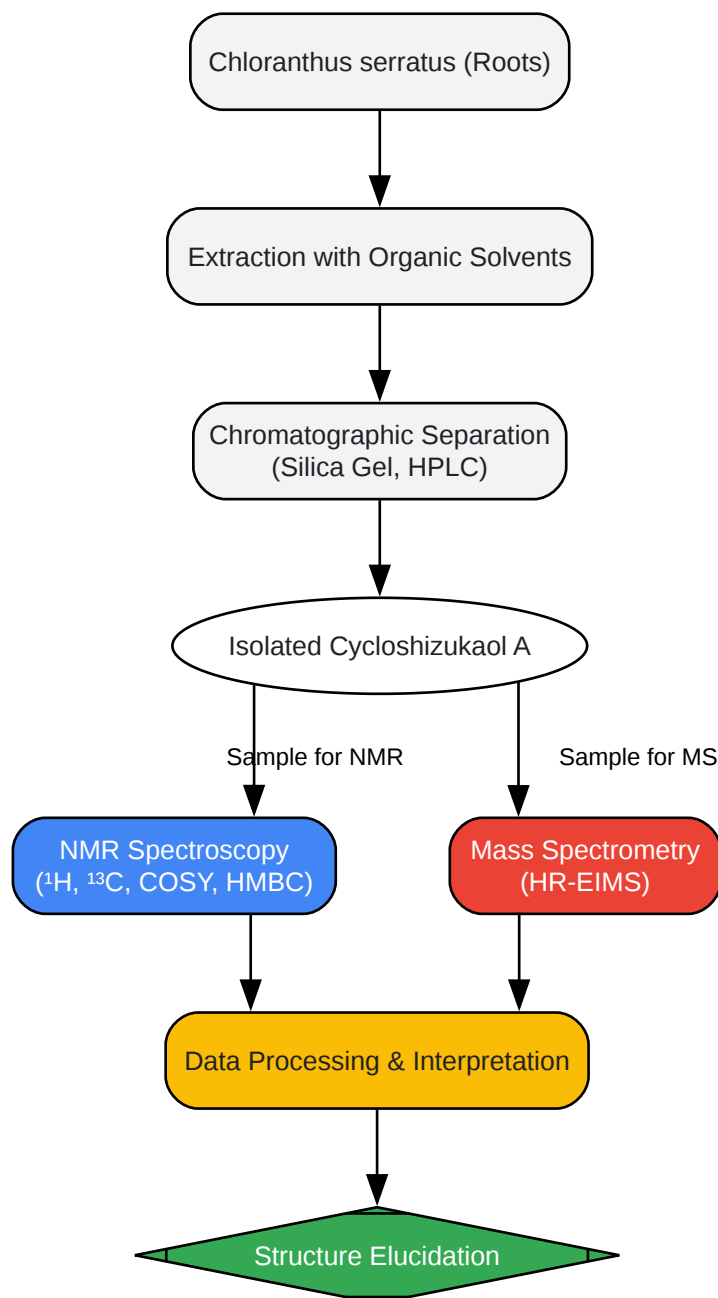 Chloranthus serratus (Roots)
Extraction with Organic Solvents
Chromatographic Separation
(Silica Gel, HPLC)
Isolated Cycloshizukaol A
Sample for NMR
Sample for MS
NMR Spectroscopy
(¹H, ¹³C, COSY, HMBC)
Mass Spectrometry
(HR-EIMS)
Data Processing & Interpretation
Structure Elucidation